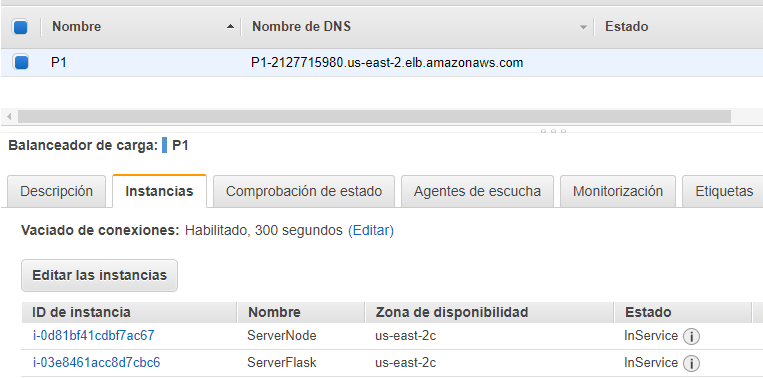 Nombre Nombre de DNS Estado
P1 P1-2127715980.us-east-2.elb.amazonaws.com
Balanceador de carga: P1
Descripción Instancias Comprobación de estado Agentes de escucha Monitorización Etiquetas
Vaciado de conexiones: Habilitado, 300 segundos (Editar)
Editar las instancias
ID de instancia Nombre Zona de disponibilidad Estado
i-0d81bf41cdbf7ac67 ServerNode us-east-2c InService
i-03e8461acc8d7cbc6 ServerFlask us-east-2c InService